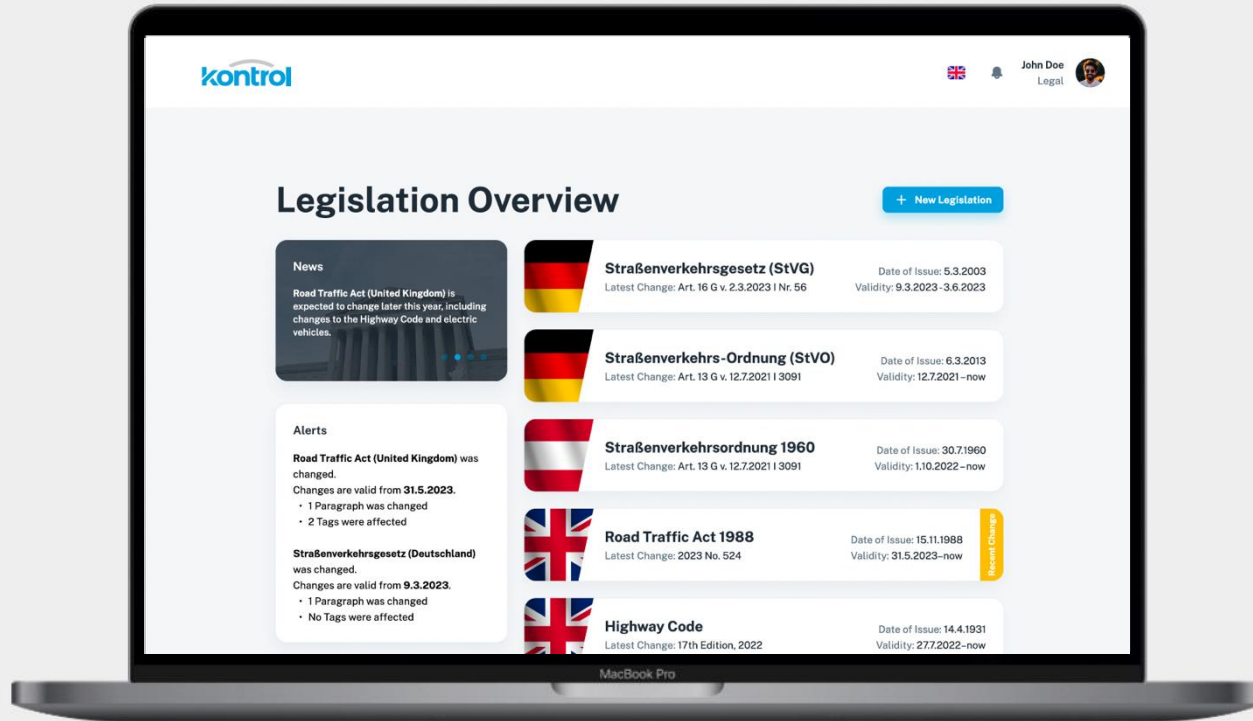 kontrol
John Doe
Legal
Legislation Overview
+ New Legislation
News
Road Traffic Act (United Kingdom) is
expected to change later this year, including
changes to the Highway Code and electric
vehicles.
Alerts
Road Traffic Act (United Kingdom) was
changed.
Changes are valid from 31.5.2023.
• 1 Paragraph was changed
• 2 Tags were affected
Straßenverkehrsgesetz (Deutschland)
was changed.
Changes are valid from 9.3.2023.
• 1 Paragraph was changed
• No Tags were affected
Straßenverkehrsgesetz (StVG)
Latest Change: Art. 16 G v. 2.3.2023 I Nr. 56
Date of Issue: 5.3.2003
Validity: 9.3.2023-3.6.2023
Straßenverkehrs-Ordnung (StVO)
Latest Change: Art. 13 G v. 12.7.2021 I 3091
Date of Issue: 6.3.2013
Validity: 12.7.2021–now
Straßenverkehrsordnung 1960
Latest Change: Art. 13 G v. 12.7.2021 I 3091
Date of Issue: 30.7.1960
Validity: 1.10.2022–now
Road Traffic Act 1988
Latest Change: 2023 No. 524
Date of Issue: 15.11.1988
Validity: 31.5.2023–now
Recent Change
Highway Code
Latest Change: 17th Edition, 2022
Date of Issue: 14.4.1931
Validity: 27.7.2022–now
MacBook Pro